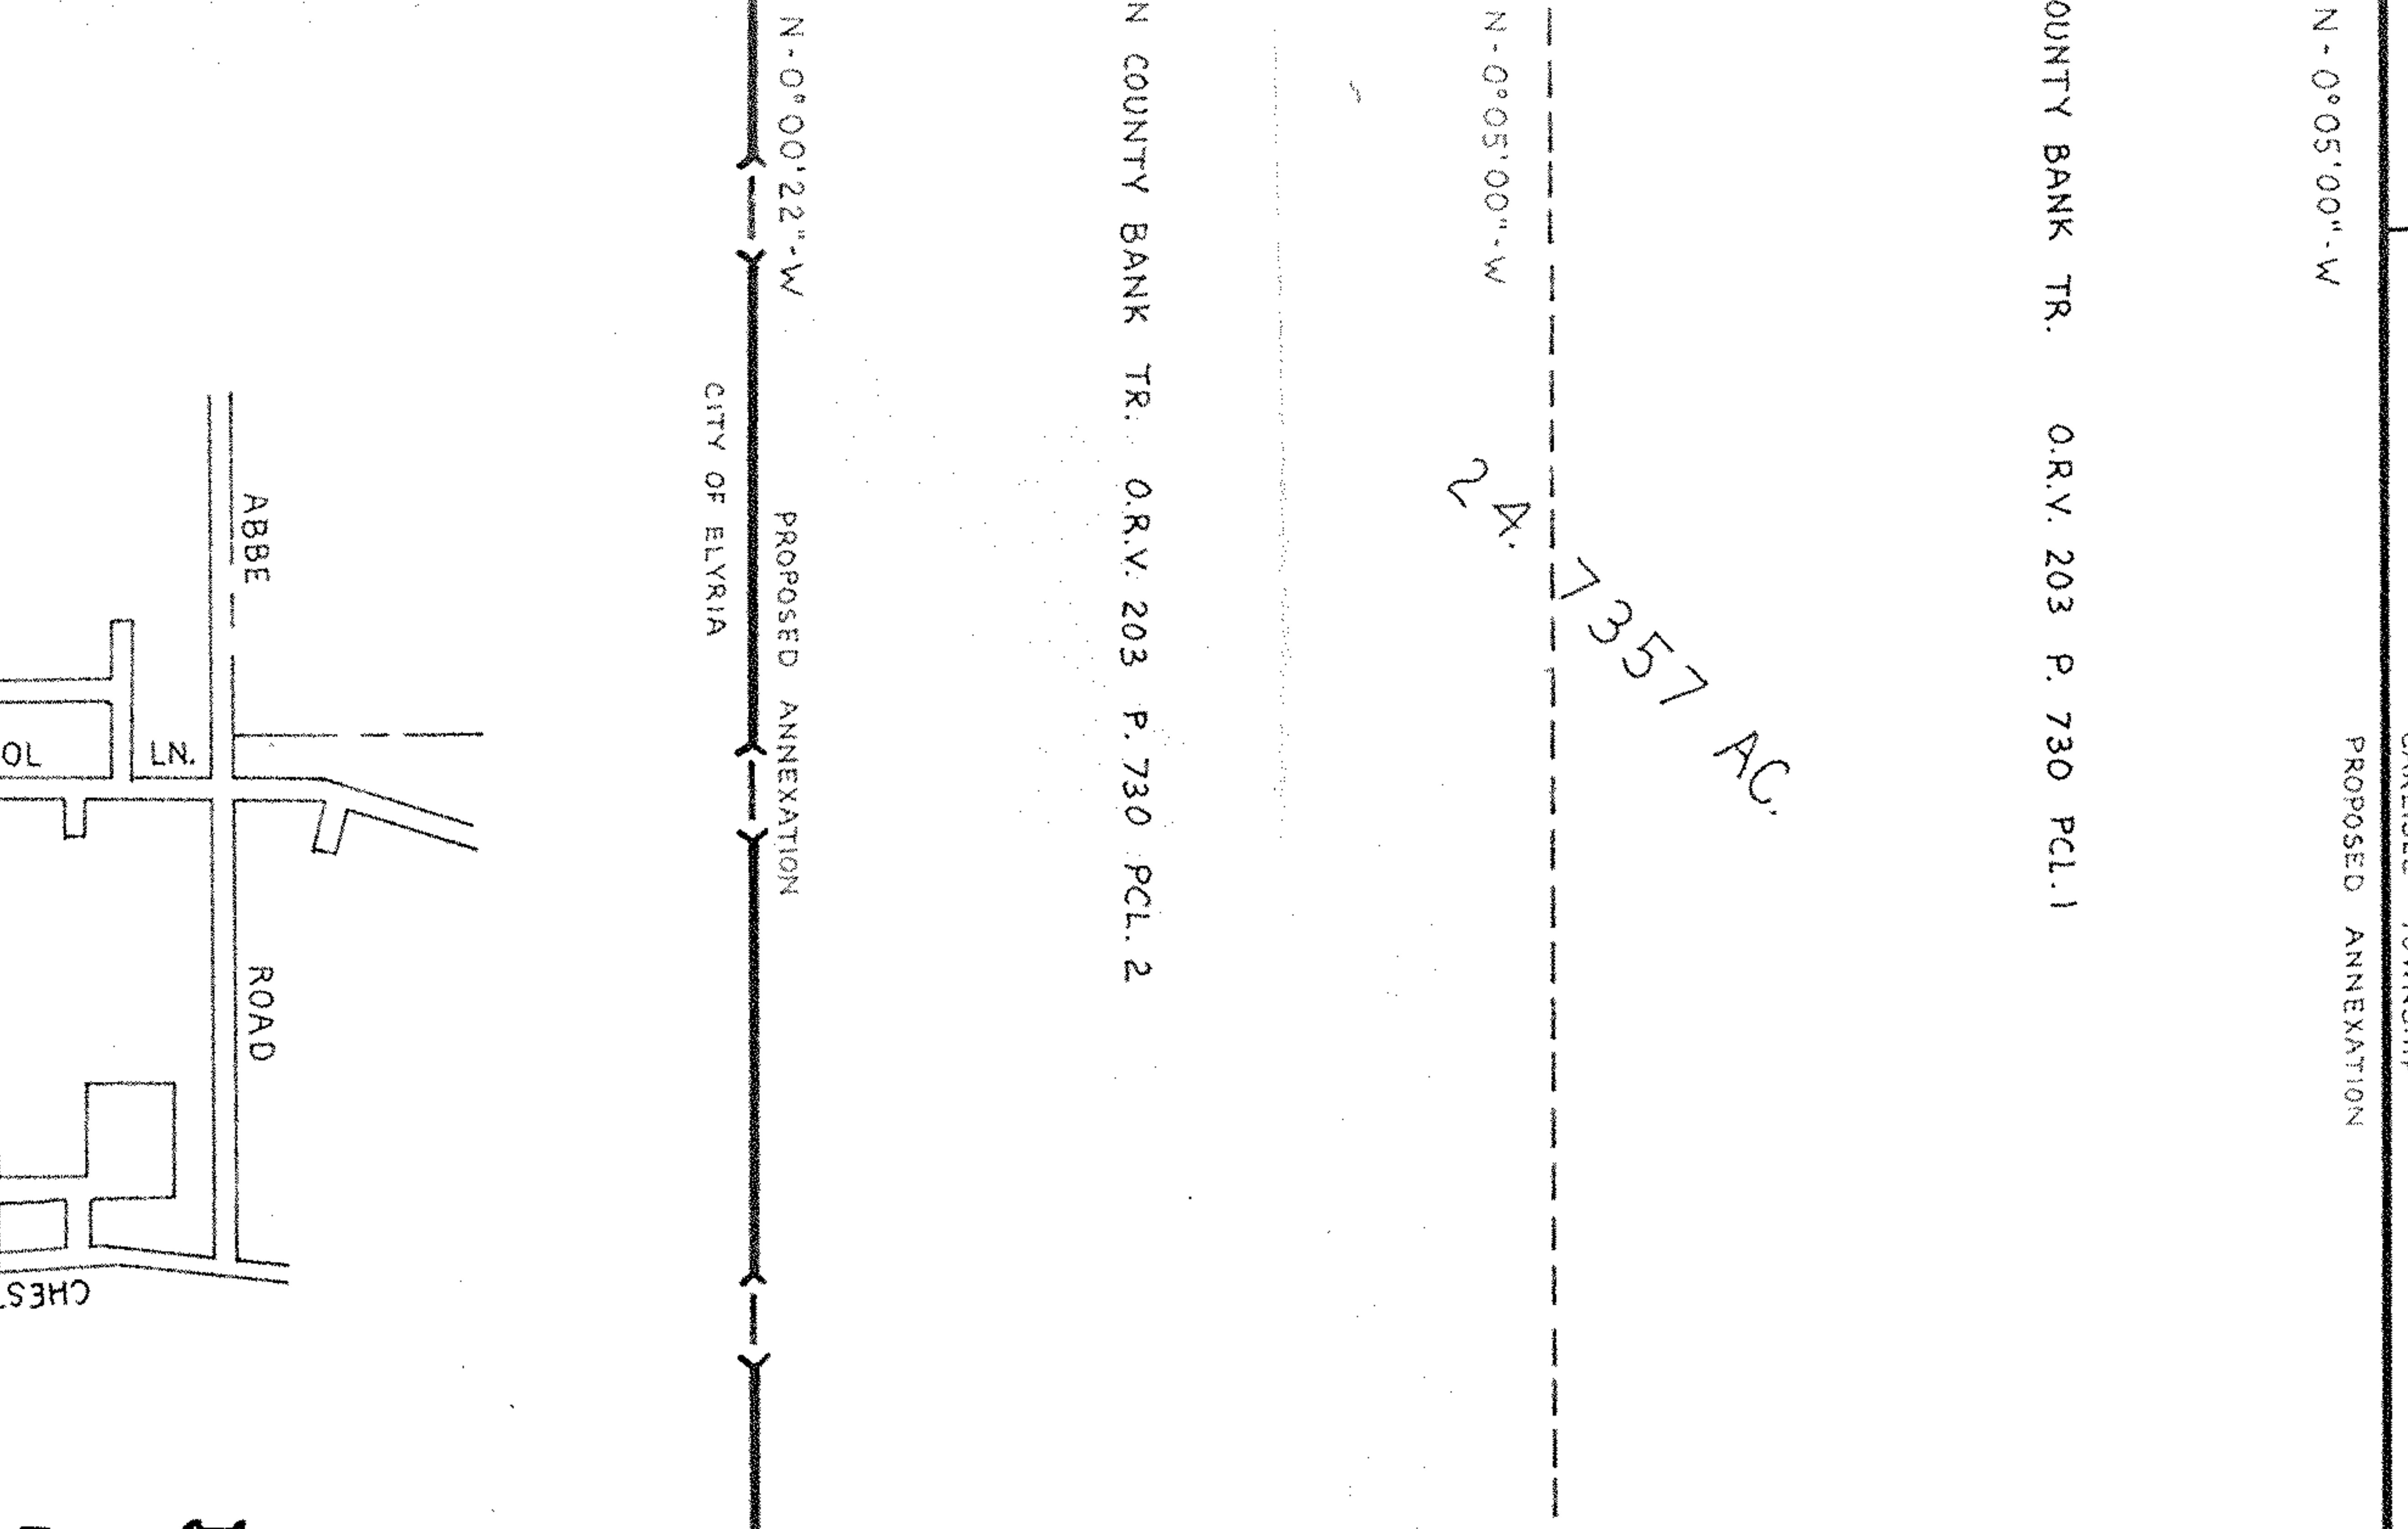 PROPOSED ANNEXATION
N-0°05'00"-W
OUNTY BANK TR. O.R.V. 203 P. 730 PCL.1
24.7357 AC.
N-0°05'00"-W
N COUNTY BANK TR. O.R.V. 203 P. 730 PCL. 2
N-0°00'22"-W
PROPOSED ANNEXATION
CITY OF ELYRIA
ABBE ROAD
OL LN.
CHES